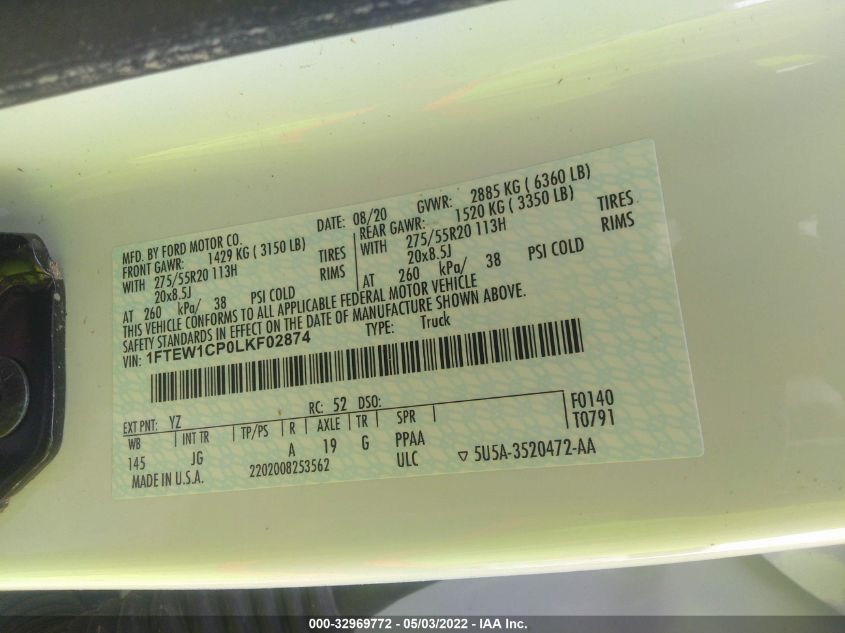 MFD. BY FORD MOTOR CO.
DATE: 08/20 GVWR: 2885 KG ( 6360 LB)
FRONT GAWR: 1429 KG ( 3150 LB)
WITH 275/55R20 113H TIRES
20x8.5J RIMS
AT 260 kPa/ 38 PSI COLD
REAR GAWR: 1520 KG ( 3350 LB)
WITH 275/55R20 113H TIRES
20x8.5J RIMS
AT 260 kPa/ 38 PSI COLD
THIS VEHICLE CONFORMS TO ALL APPLICABLE FEDERAL MOTOR VEHICLE
SAFETY STANDARDS IN EFFECT ON THE DATE OF MANUFACTURE SHOWN ABOVE.
VIN: 1FTEW1CP0LKF02874 TYPE: Truck
EXT PNT: YZ RC: 52 DSO: F0140
WB INT TR TP/PS R AXLE TR SPR T0791
145 JG A 19 G PPAA
MADE IN U.S.A. 2202008253562 ULC ▽ 5U5A-3520472-AA
000-32969772 - 05/03/2022 - IAA Inc.